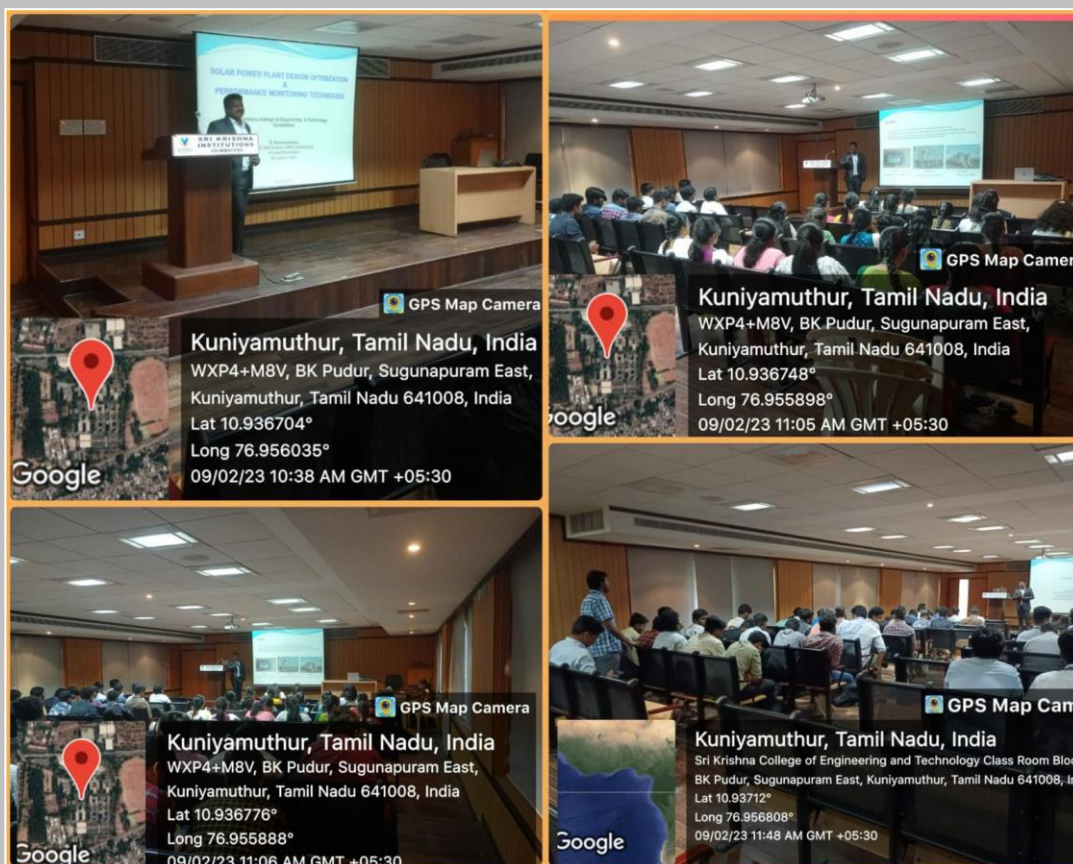 SOLAR POWER PLANT DESIGN OPTIMIZATION
&
PERFORMANCE MONITORING TECHNIQUES
SRI KRISHNA
INSTITUTIONS
COIMBATORE
GPS Map Camera
Kuniyamuthur, Tamil Nadu, India
WXP4+M8V, BK Pudur, Sugunapuram East,
Kuniyamuthur, Tamil Nadu 641008, India
Lat 10.936704°
Long 76.956035°
09/02/23 10:38 AM GMT +05:30
Google
GPS Map Camera
Kuniyamuthur, Tamil Nadu, India
WXP4+M8V, BK Pudur, Sugunapuram East,
Kuniyamuthur, Tamil Nadu 641008, India
Lat 10.936748°
Long 76.955898°
09/02/23 11:05 AM GMT +05:30
Google
GPS Map Camera
Kuniyamuthur, Tamil Nadu, India
WXP4+M8V, BK Pudur, Sugunapuram East,
Kuniyamuthur, Tamil Nadu 641008, India
Lat 10.936776°
Long 76.955888°
09/02/23 11:06 AM GMT +05:30
Google
GPS Map Cam
Kuniyamuthur, Tamil Nadu, India
Sri Krishna College of Engineering and Technology Class Room Bloc
BK Pudur, Sugunapuram East, Kuniyamuthur, Tamil Nadu 641008, In
Lat 10.93712°
Long 76.956808°
09/02/23 11:48 AM GMT +05:30
Google